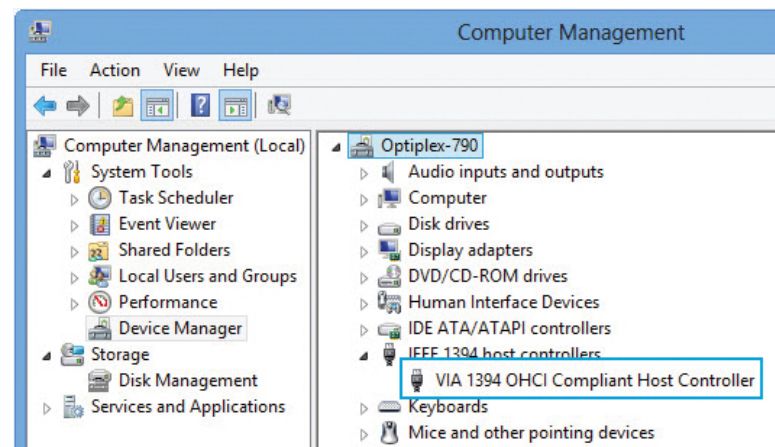 Computer Management
File Action View Help
Computer Management (Local)
System Tools
Task Scheduler
Event Viewer
Shared Folders
Local Users and Groups
Performance
Device Manager
Storage
Disk Management
Services and Applications
Optiplex-790
Audio inputs and outputs
Computer
Disk drives
Display adapters
DVD/CD-ROM drives
Human Interface Devices
IDE ATA/ATAPI controllers
IEEE 1394 host controllers
VIA 1394 OHCI Compliant Host Controller
Keyboards
Mice and other pointing devices